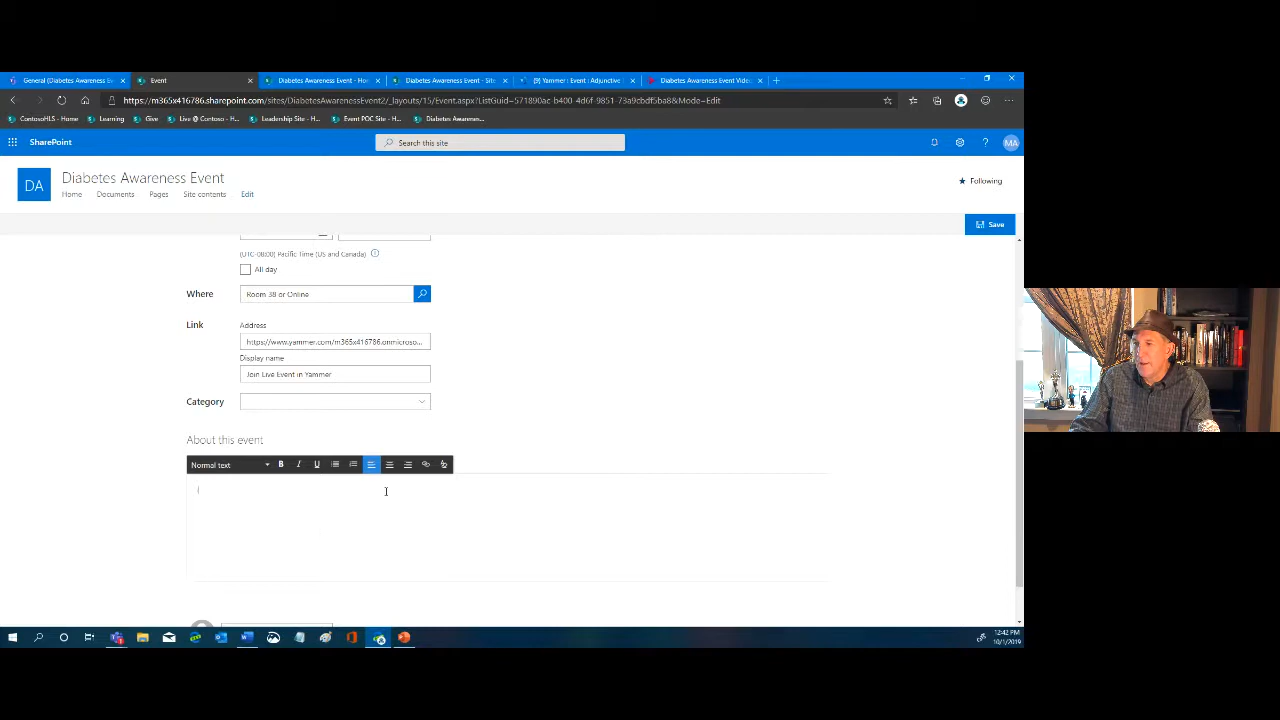 General (Diabetes Awareness E
Event
Diabetes Awareness Event - Ho
Diabetes Awareness Event - Site
(9) Yammer : Event : Adjunctive
Diabetes Awareness Event Video
https://m365x416786.sharepoint.com/sites/DiabetesAwarenessEvent2/_layouts/15/Event.aspx?ListGuid=571890ac-b400-4d6f-9851-73a9cbdf5ba8&Mode=Edit
ContosoHLS - Home
Learning
Give
Live @ Contoso - H...
Leadership Site - H...
Event POC Site - H...
Diabetes Awarenn...
SharePoint
Search this site
MA
DA
Diabetes Awareness Event
Home
Documents
Pages
Site contents
Edit
Following
Save
(UTC-08:00) Pacific Time (US and Canada)
All day
Where
Room 38 or Online
Link
Address
https://www.yammer.com/m365x416786.onmicroso...
Display name
Join Live Event in Yammer
Category
About this event
Normal text
B
I
U
12:42 PM
10/1/2019